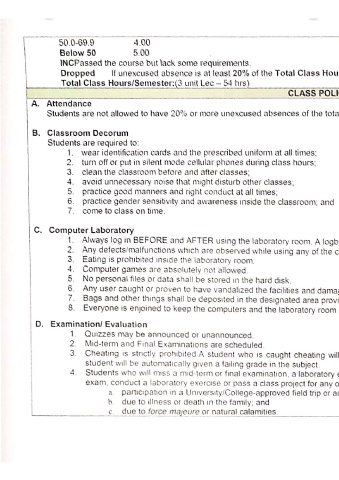 50.0-69.9 4.00
Below 50 5.00
INCPassed the course but lack some requirements.
Dropped If unexcused absence is at least 20% of the Total Class Hou
Total Class Hours/Semester:(3 unit Lec – 54 hrs)
CLASS POLI
A. Attendance
Students are not allowed to have 20% or more unexcused absences of the tota
B. Classroom Decorum
Students are required to:
1. wear identification cards and the prescribed uniform at all times;
2. turn off or put in silent mode cellular phones during class hours;
3. clean the classroom before and after classes;
4. avoid unnecessary noise that might disturb other classes;
5. practice good manners and right conduct at all times;
6. practice gender sensitivity and awareness inside the classroom; and
7. come to class on time.
C. Computer Laboratory
1. Always log in BEFORE and AFTER using the laboratory room. A logb
2. Any defects/malfunctions which are observed while using any of the c
3. Eating is prohibited inside the laboratory room.
4. Computer games are absolutely not allowed.
5. No personal files or data shall be stored in the hard disk.
6. Any user caught or proven to have vandalized the facilities and dama
7. Bags and other things shall be deposited in the designated area provi
8. Everyone is enjoined to keep the computers and the laboratory room
D. Examination/ Evaluation
1. Quizzes may be announced or unannounced.
2. Mid-term and Final Examinations are scheduled.
3. Cheating is strictly prohibited A student who is caught cheating will
student will be automatically given a failing grade in the subject.
4. Students who will miss a mid-term or final examination, a laboratory
exam, conduct a laboratory exercise or pass a class project for any o
a. participation in a University/College-approved field trip or a
b. due to illness or death in the family; and
c. due to force majeure or natural calamities.